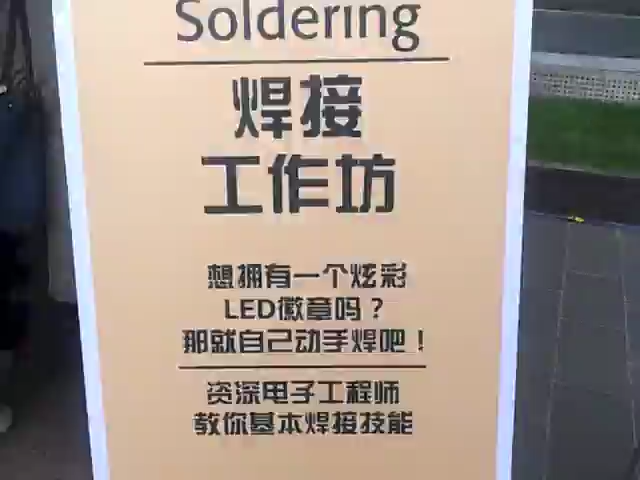 Soldering
焊接
工作坊
想拥有一个炫彩
LED徽章吗?
那就自己动手焊吧!
资深电子工程师
教你基本焊接技能